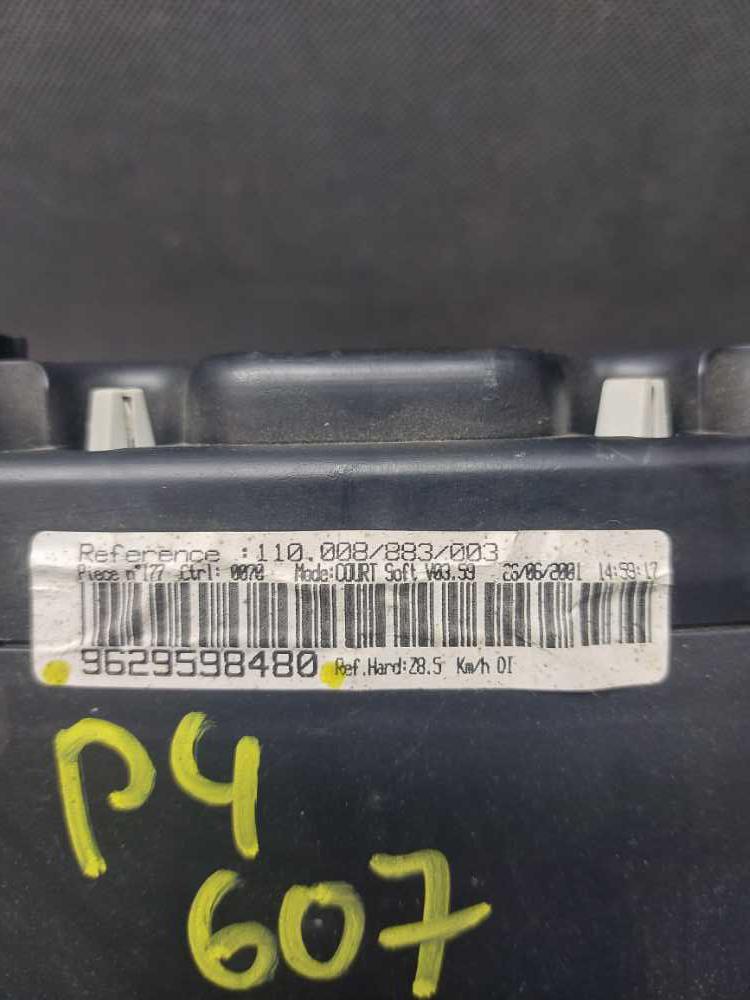 Reference :110.008/883/003
Piece n°177 Ctrl: 0070 Mode:COURT Soft V03.59 26/06/2001 14:59:17
9629598480 Ref.Hard:28.5 Km/h DI
P4
607